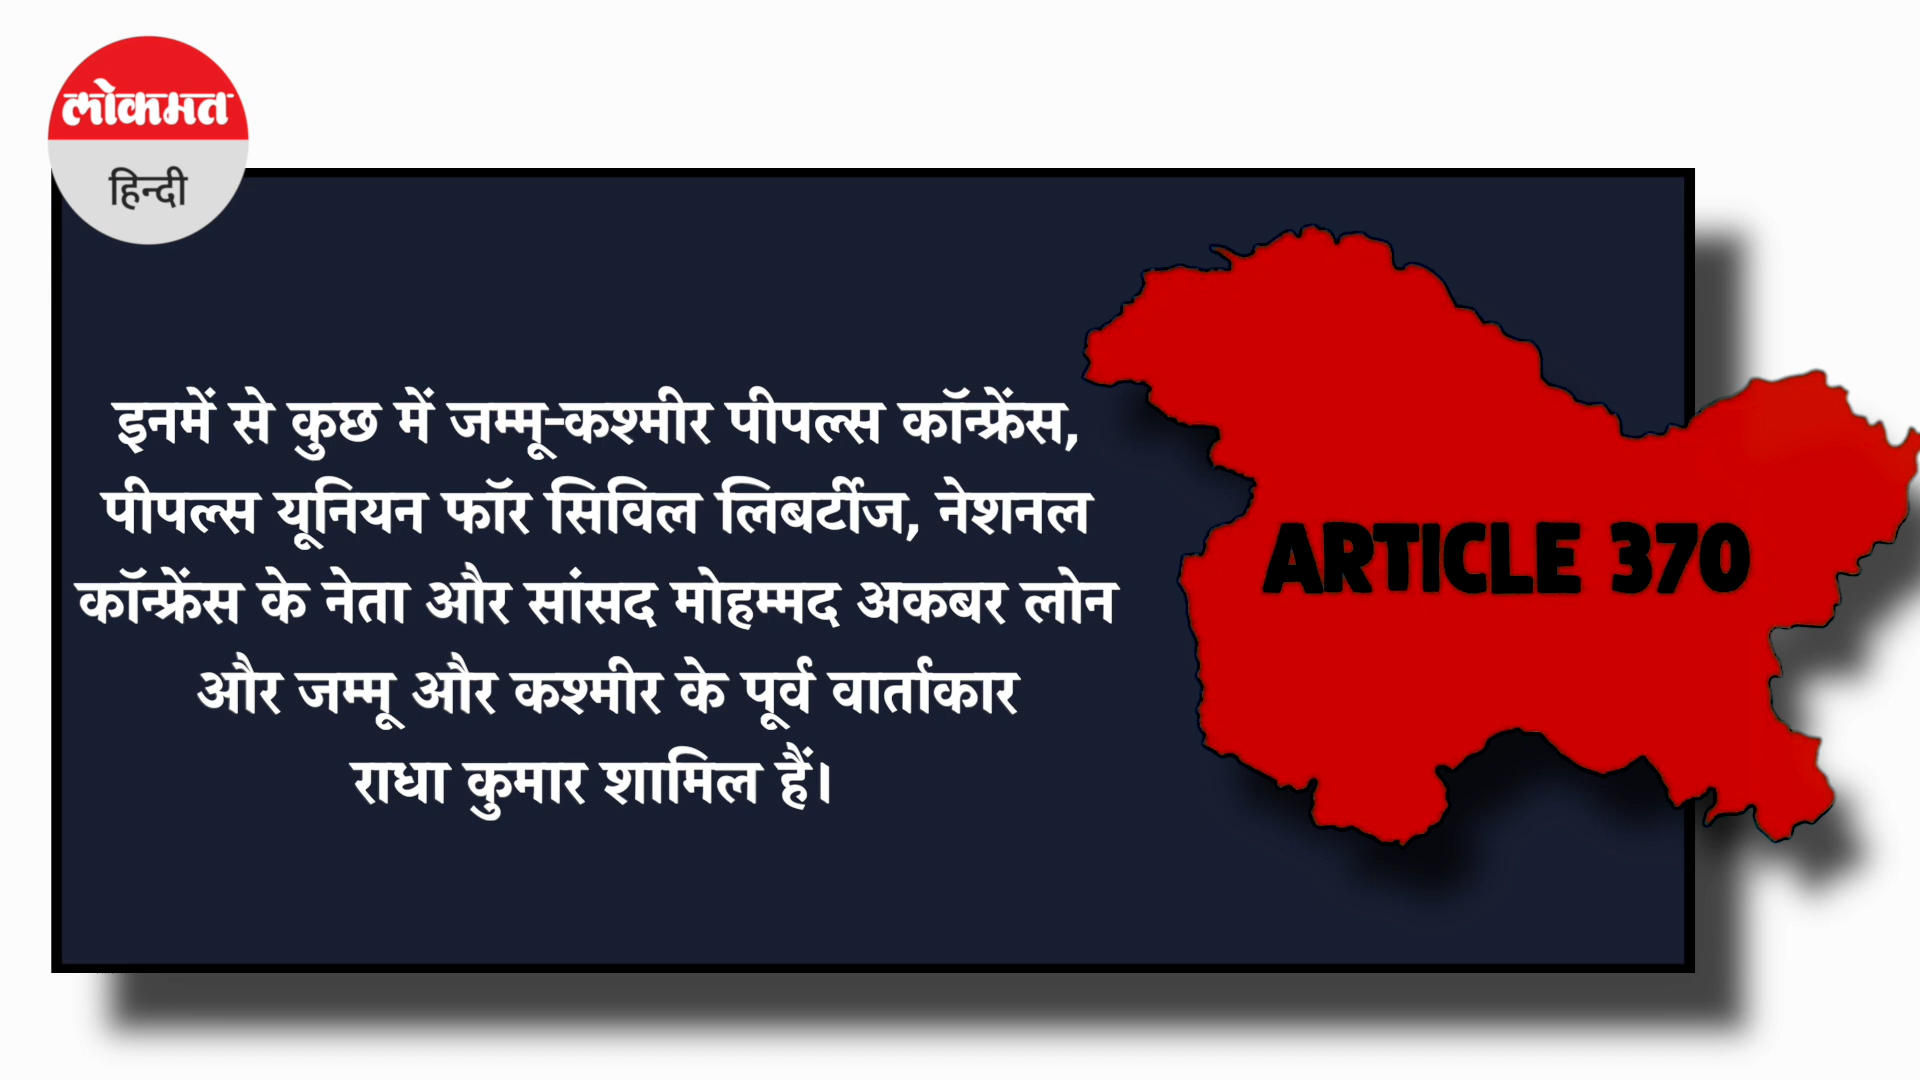 लोकमत
हिन्दी
इनमें से कुछ में जम्मू-कश्मीर पीपल्स कॉन्फ्रेंस,
पीपल्स यूनियन फॉर सिविल लिबर्टीज, नेशनल
कॉन्फ्रेंस के नेता और सांसद मोहम्मद अकबर लोन
और जम्मू और कश्मीर के पूर्व वार्ताकार
राधा कुमार शामिल हैं।
ARTICLE 370